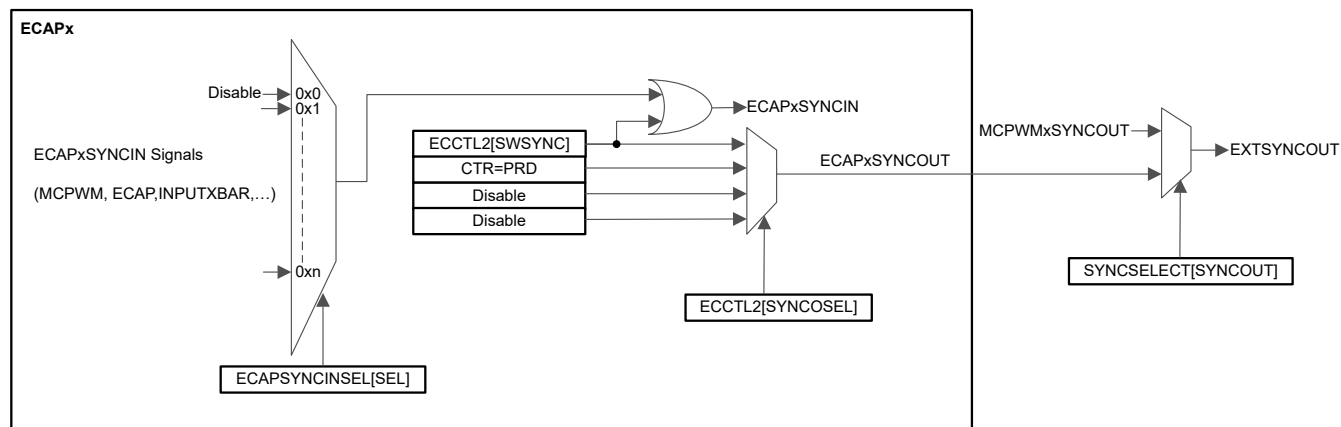 ECAPx
Disable
0x0
0x1
ECAPxSYNCIN
ECCTL2[SWSYNC]
MCPWMxSYNCOUT
ECAPxSYNCIN Signals
CTR=PRD
ECAPxSYNCOUT
EXTSYNCOUT
(MCPWM, ECAP,INPUTXBAR,…)
Disable
Disable
0xn
SYNCSELECT[SYNCOUT]
ECCTL2[SYNCOSEL]
ECAPSYNCINSEL[SEL]